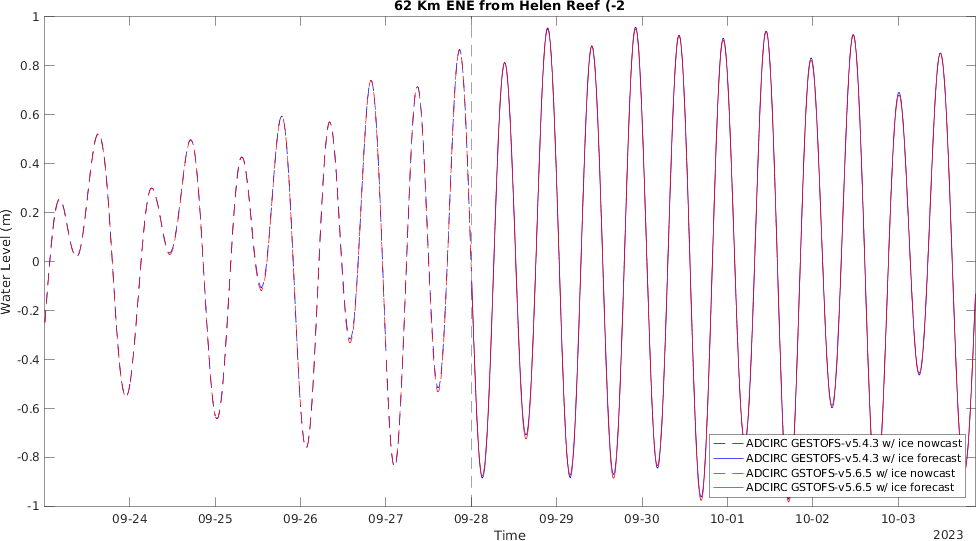 62 Km ENE from Helen Reef (-2
Water Level (m)
1
0.8
0.6
0.4
0.2
0
-0.2
-0.4
-0.6
-0.8
-1
ADCIRC GESTOFS-v5.4.3 w/ ice nowcast
ADCIRC GESTOFS-v5.4.3 w/ ice forecast
ADCIRC GSTOFS-v5.6.5 w/ ice nowcast
ADCIRC GSTOFS-v5.6.5 w/ ice forecast
09-24 09-25 09-26 09-27 09-28 09-29 09-30 10-01 10-02 10-03
Time
2023